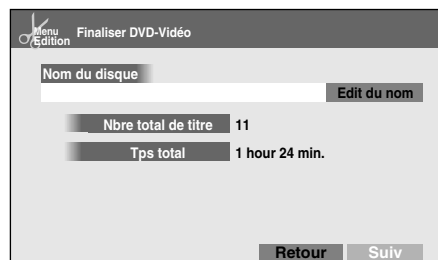 Menu Edition
Finaliser DVD-Vidéo
Nom du disque
Edit du nom
Nbre total de titre 11
Tps total 1 hour 24 min.
Retour Suiv